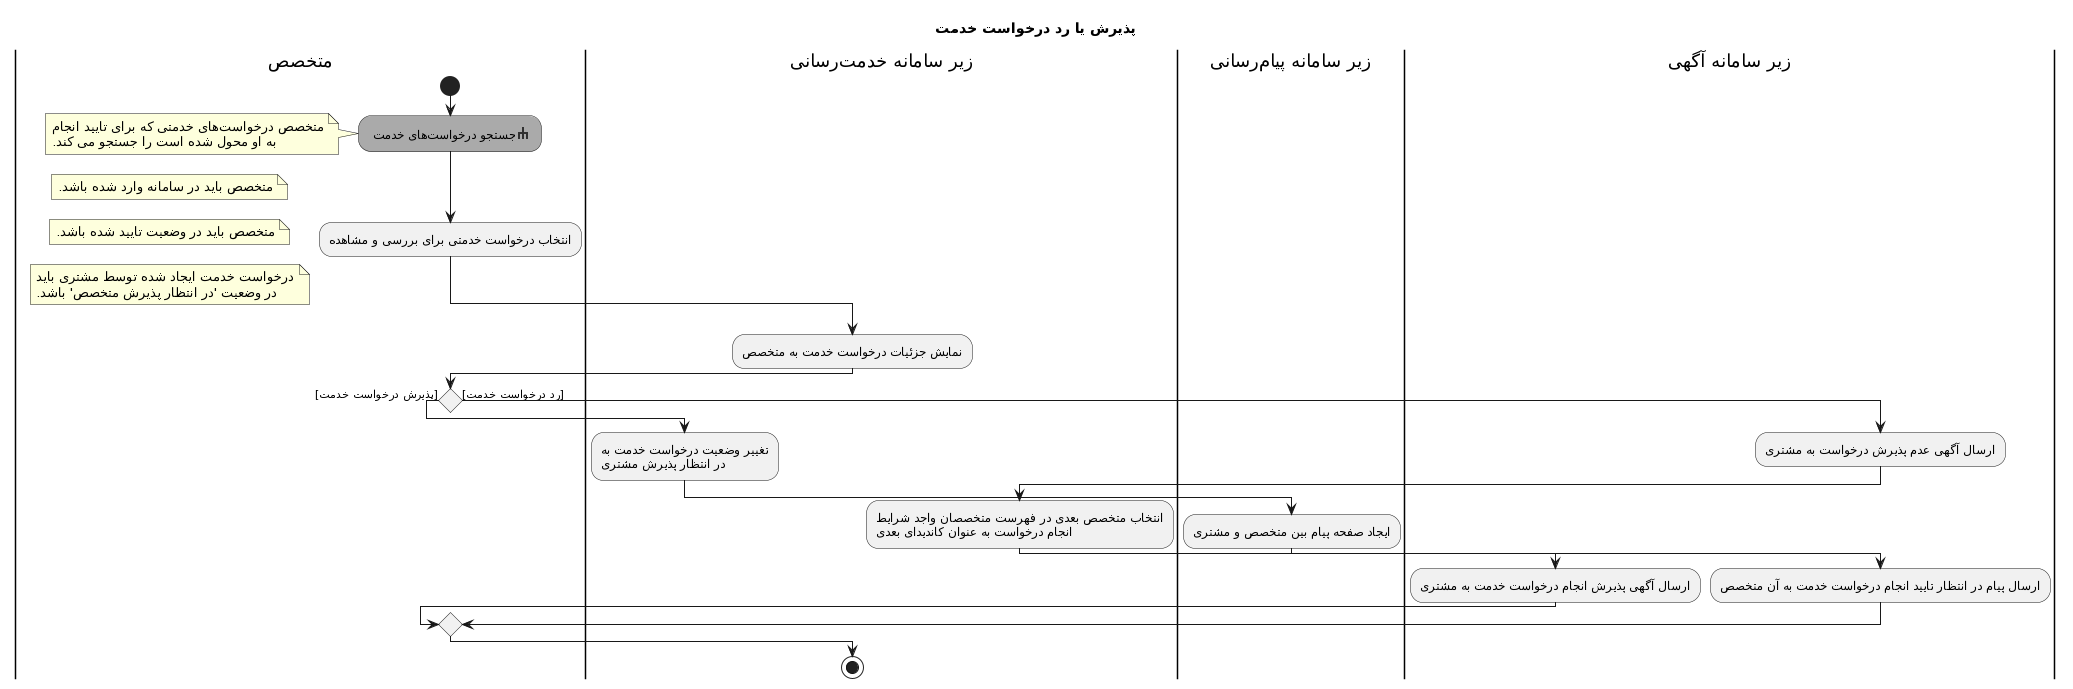 پذیرش یا رد درخواست خدمت
متخصص
زیر سامانه خدمت‌رسانی
زیر سامانه پیام‌رسانی
زیر سامانه آگهی
جستجو درخواست‌های خدمت
متخصص درخواست‌های خدمتی که برای تایید انجام
به او محول شده است را جستجو می کند.
متخصص باید در سامانه وارد شده باشد.
متخصص باید در وضعیت تایید شده باشد.
انتخاب درخواست خدمتی برای بررسی و مشاهده
درخواست خدمت ایجاد شده توسط مشتری باید
در وضعیت 'در انتظار پذیرش متخصص' باشد.
نمایش جزئیات درخواست خدمت به متخصص
[پذیرش درخواست خدمت]
[رد درخواست خدمت]
تغییر وضعیت درخواست خدمت به
در انتظار پذیرش مشتری
ارسال آگهی عدم پذیرش درخواست به مشتری
انتخاب متخصص بعدی در فهرست متخصصان واجد شرایط
انجام درخواست به عنوان کاندیدای بعدی
ایجاد صفحه پیام بین متخصص و مشتری
ارسال آگهی پذیرش انجام درخواست خدمت به مشتری
ارسال پیام در انتظار تایید انجام درخواست خدمت به آن متخصص